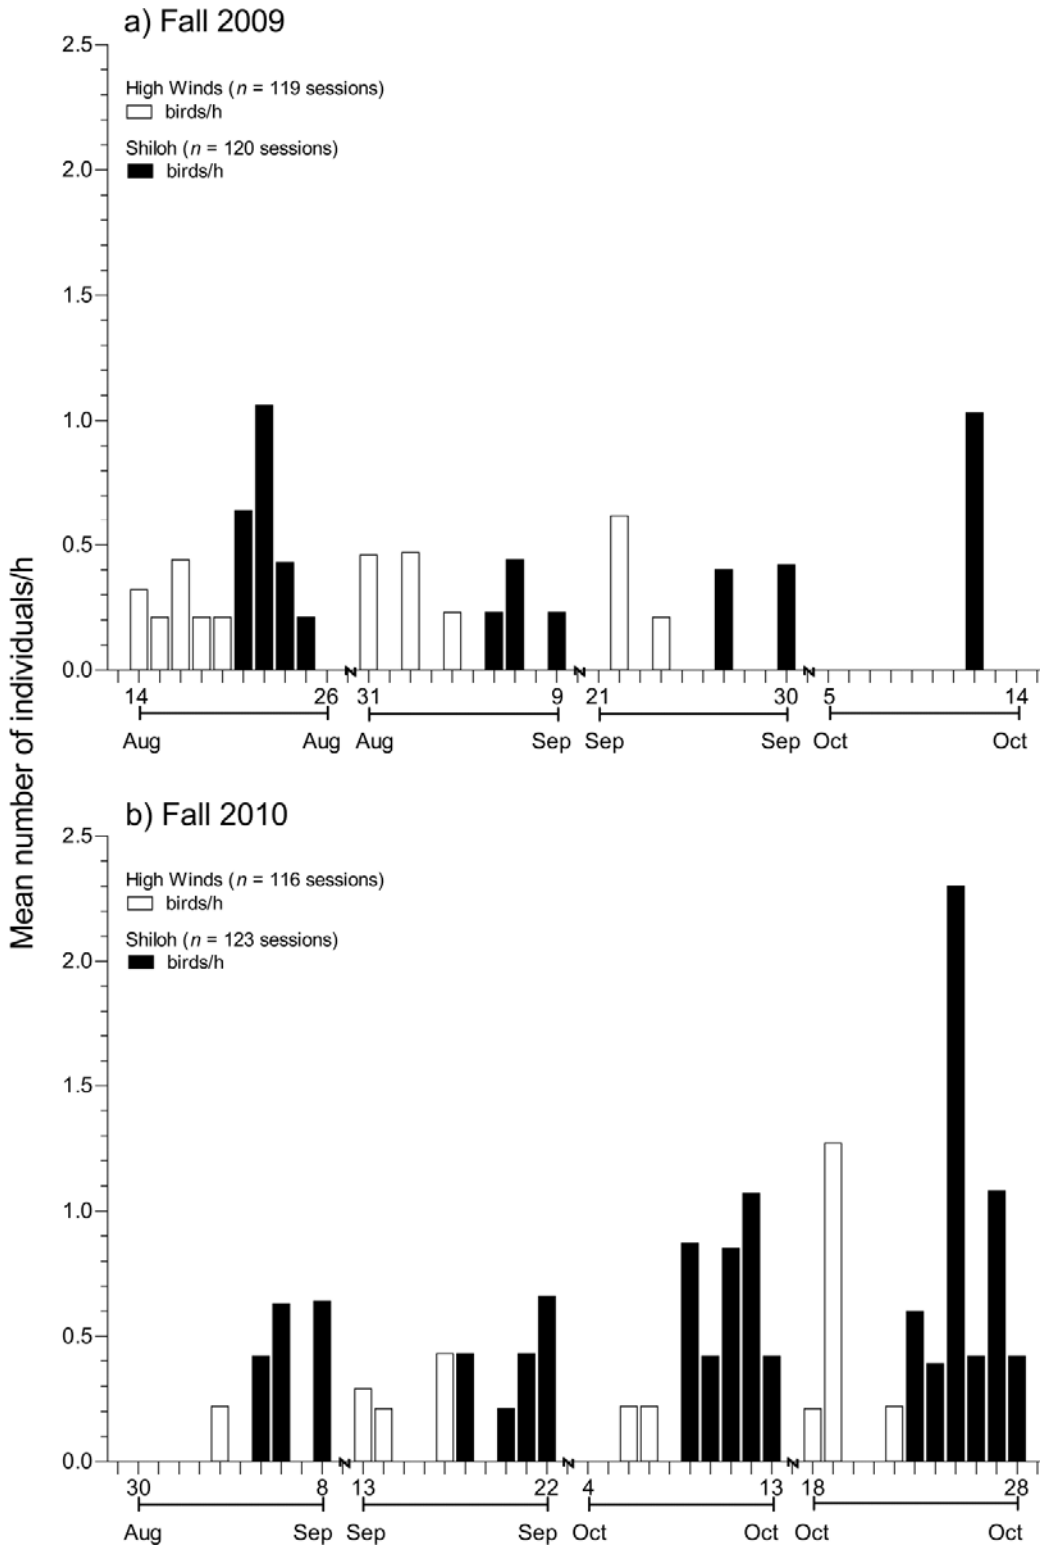 a) Fall 2009
2.5
High Winds (n = 119 sessions)
birds/h
Shiloh (n = 120 sessions)
2.0
birds/h
1.5
1.0
0.5
0.0
14 26 31 9 21 30 5 14
Aug Aug Aug Sep Sep Sep Oct Oct
Mean number of individuals/h
b) Fall 2010
2.5
High Winds (n = 116 sessions)
birds/h
Shiloh (n = 123 sessions)
birds/h
2.0
1.5
1.0
0.5
0.0
30 8 13 22 4 13 18 28
Aug Sep Sep Sep Oct Oct Oct Oct